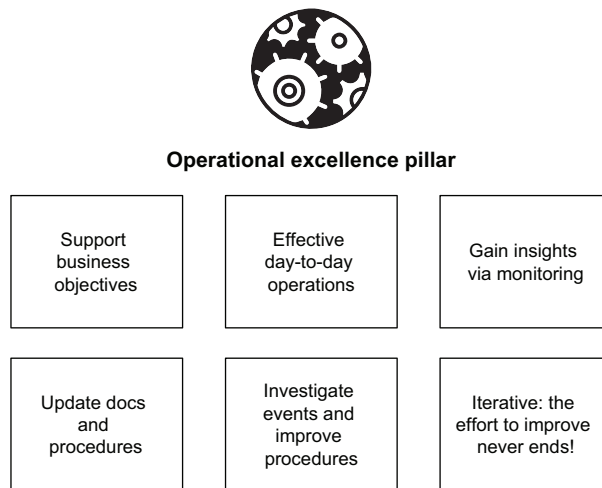 Operational excellence pillar
Support
business
objectives
Effective
day-to-day
operations
Gain insights
via monitoring
Update docs
and
procedures
Investigate
events and
improve
procedures
Iterative: the
effort to improve
never ends!